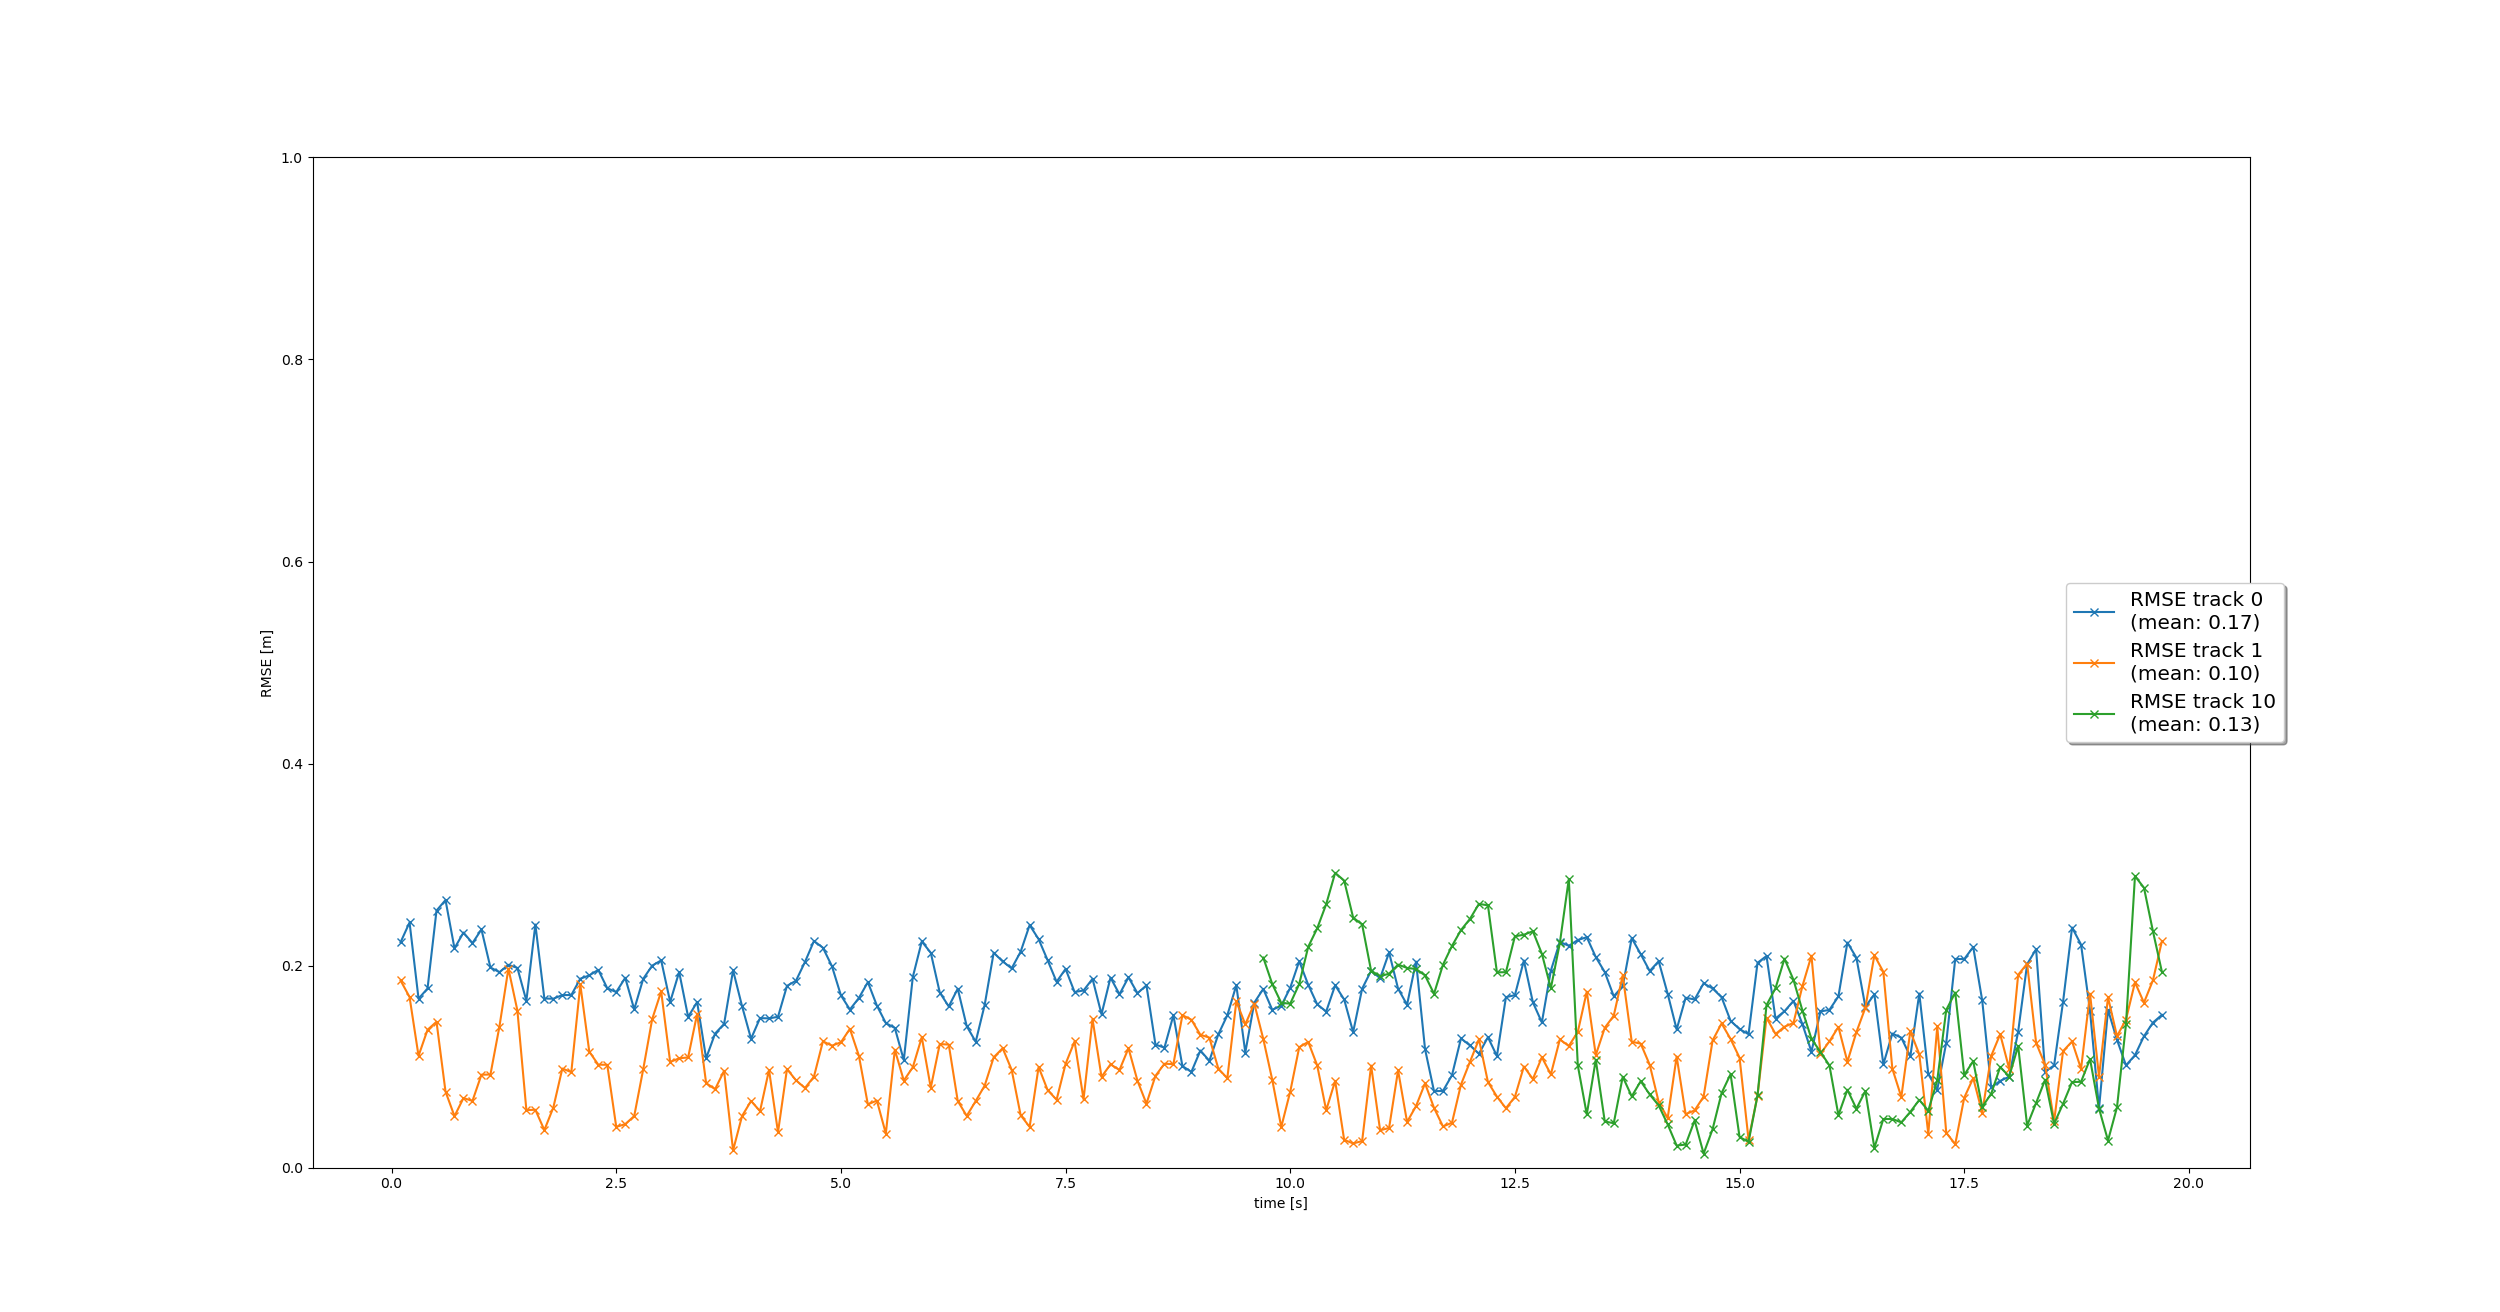 1.0
0.8
0.6
0.4
0.2
0.0
RMSE [m]
0.0 2.5 5.0 7.5 10.0 12.5 15.0 17.5 20.0
time [s]
RMSE track 0
(mean: 0.17)
RMSE track 1
(mean: 0.10)
RMSE track 10
(mean: 0.13)